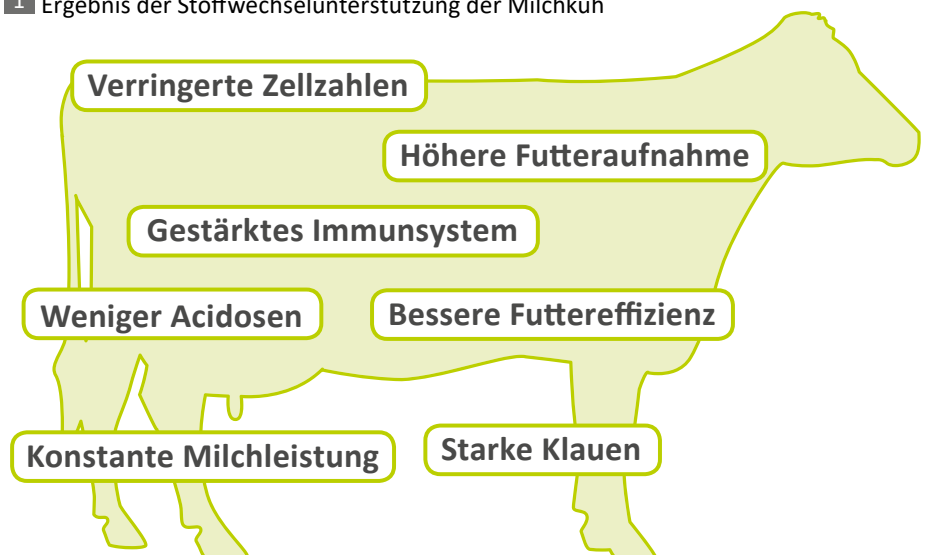 1 Ergebnis der Stoffwechselunterstützung der Milchkuh
Verringerte Zellzahlen
Höhere Futteraufnahme
Gestärktes Immunsystem
Weniger Acidosen
Bessere Futtereffizienz
Konstante Milchleistung
Starke Klauen